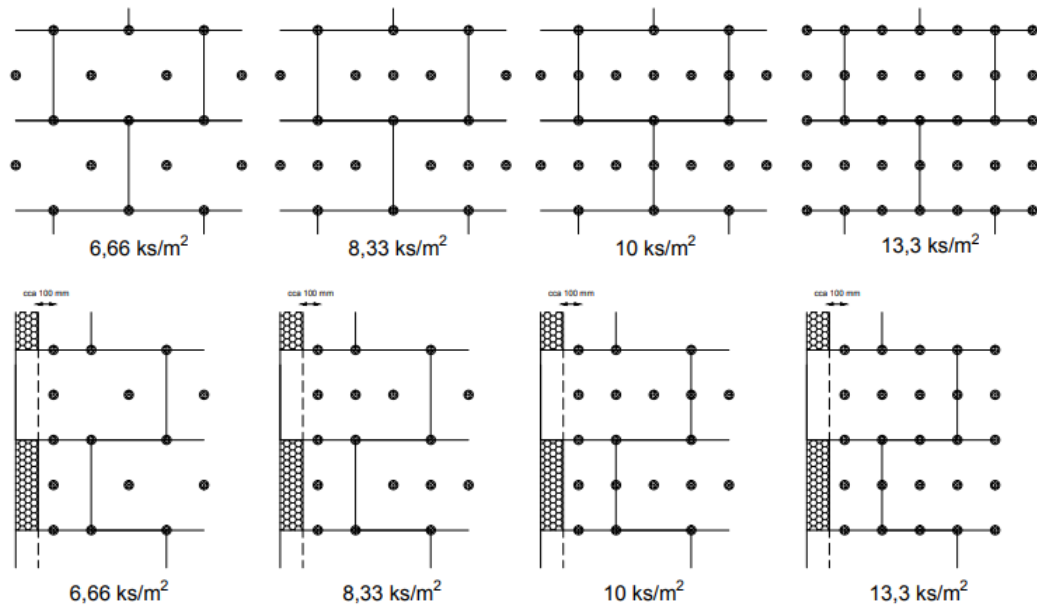 6,66 ks/m²
8,33 ks/m²
10 ks/m²
13,3 ks/m²
cca 100 mm
cca 100 mm
cca 100 mm
cca 100 mm
6,66 ks/m²
8,33 ks/m²
10 ks/m²
13,3 ks/m²